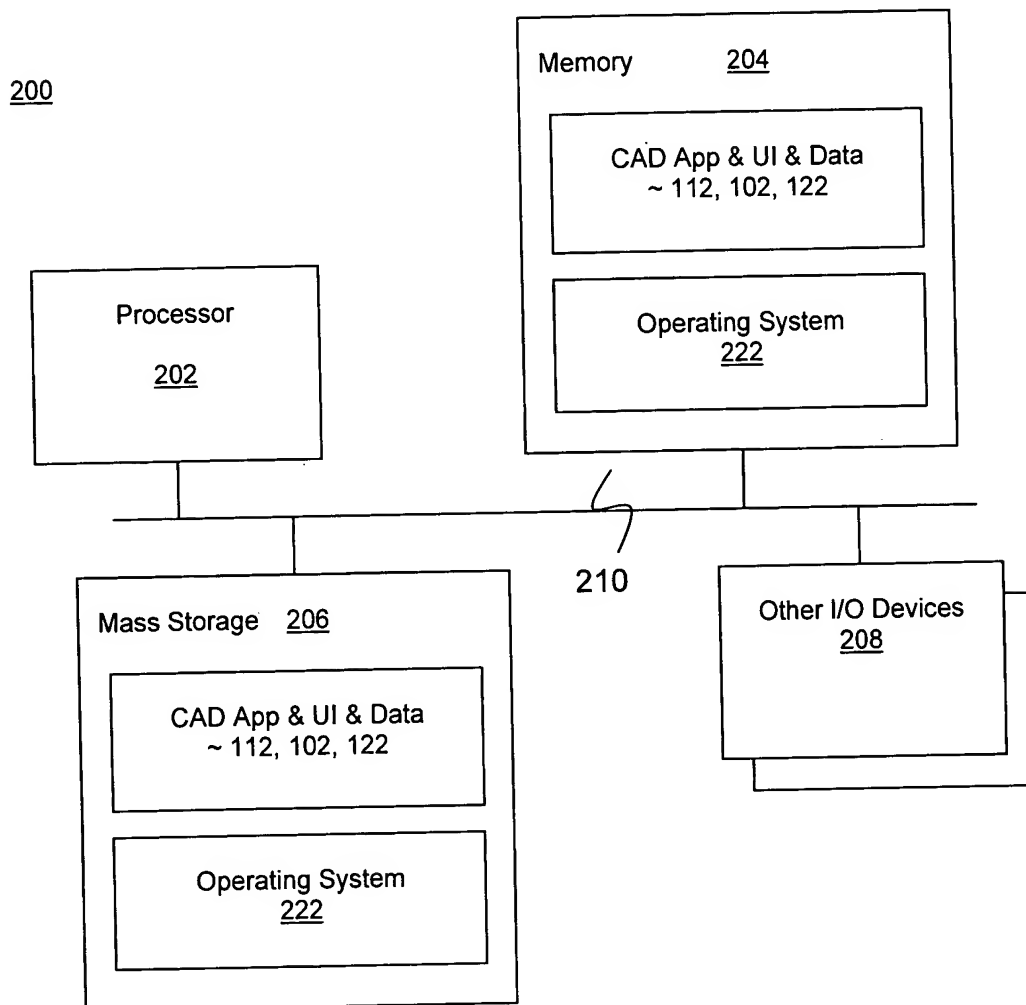 200
Memory 204
CAD App & UI & Data
~ 112, 102, 122
Operating System
222
Processor
202
210
Mass Storage 206
CAD App & UI & Data
~ 112, 102, 122
Operating System
222
Other I/O Devices
208